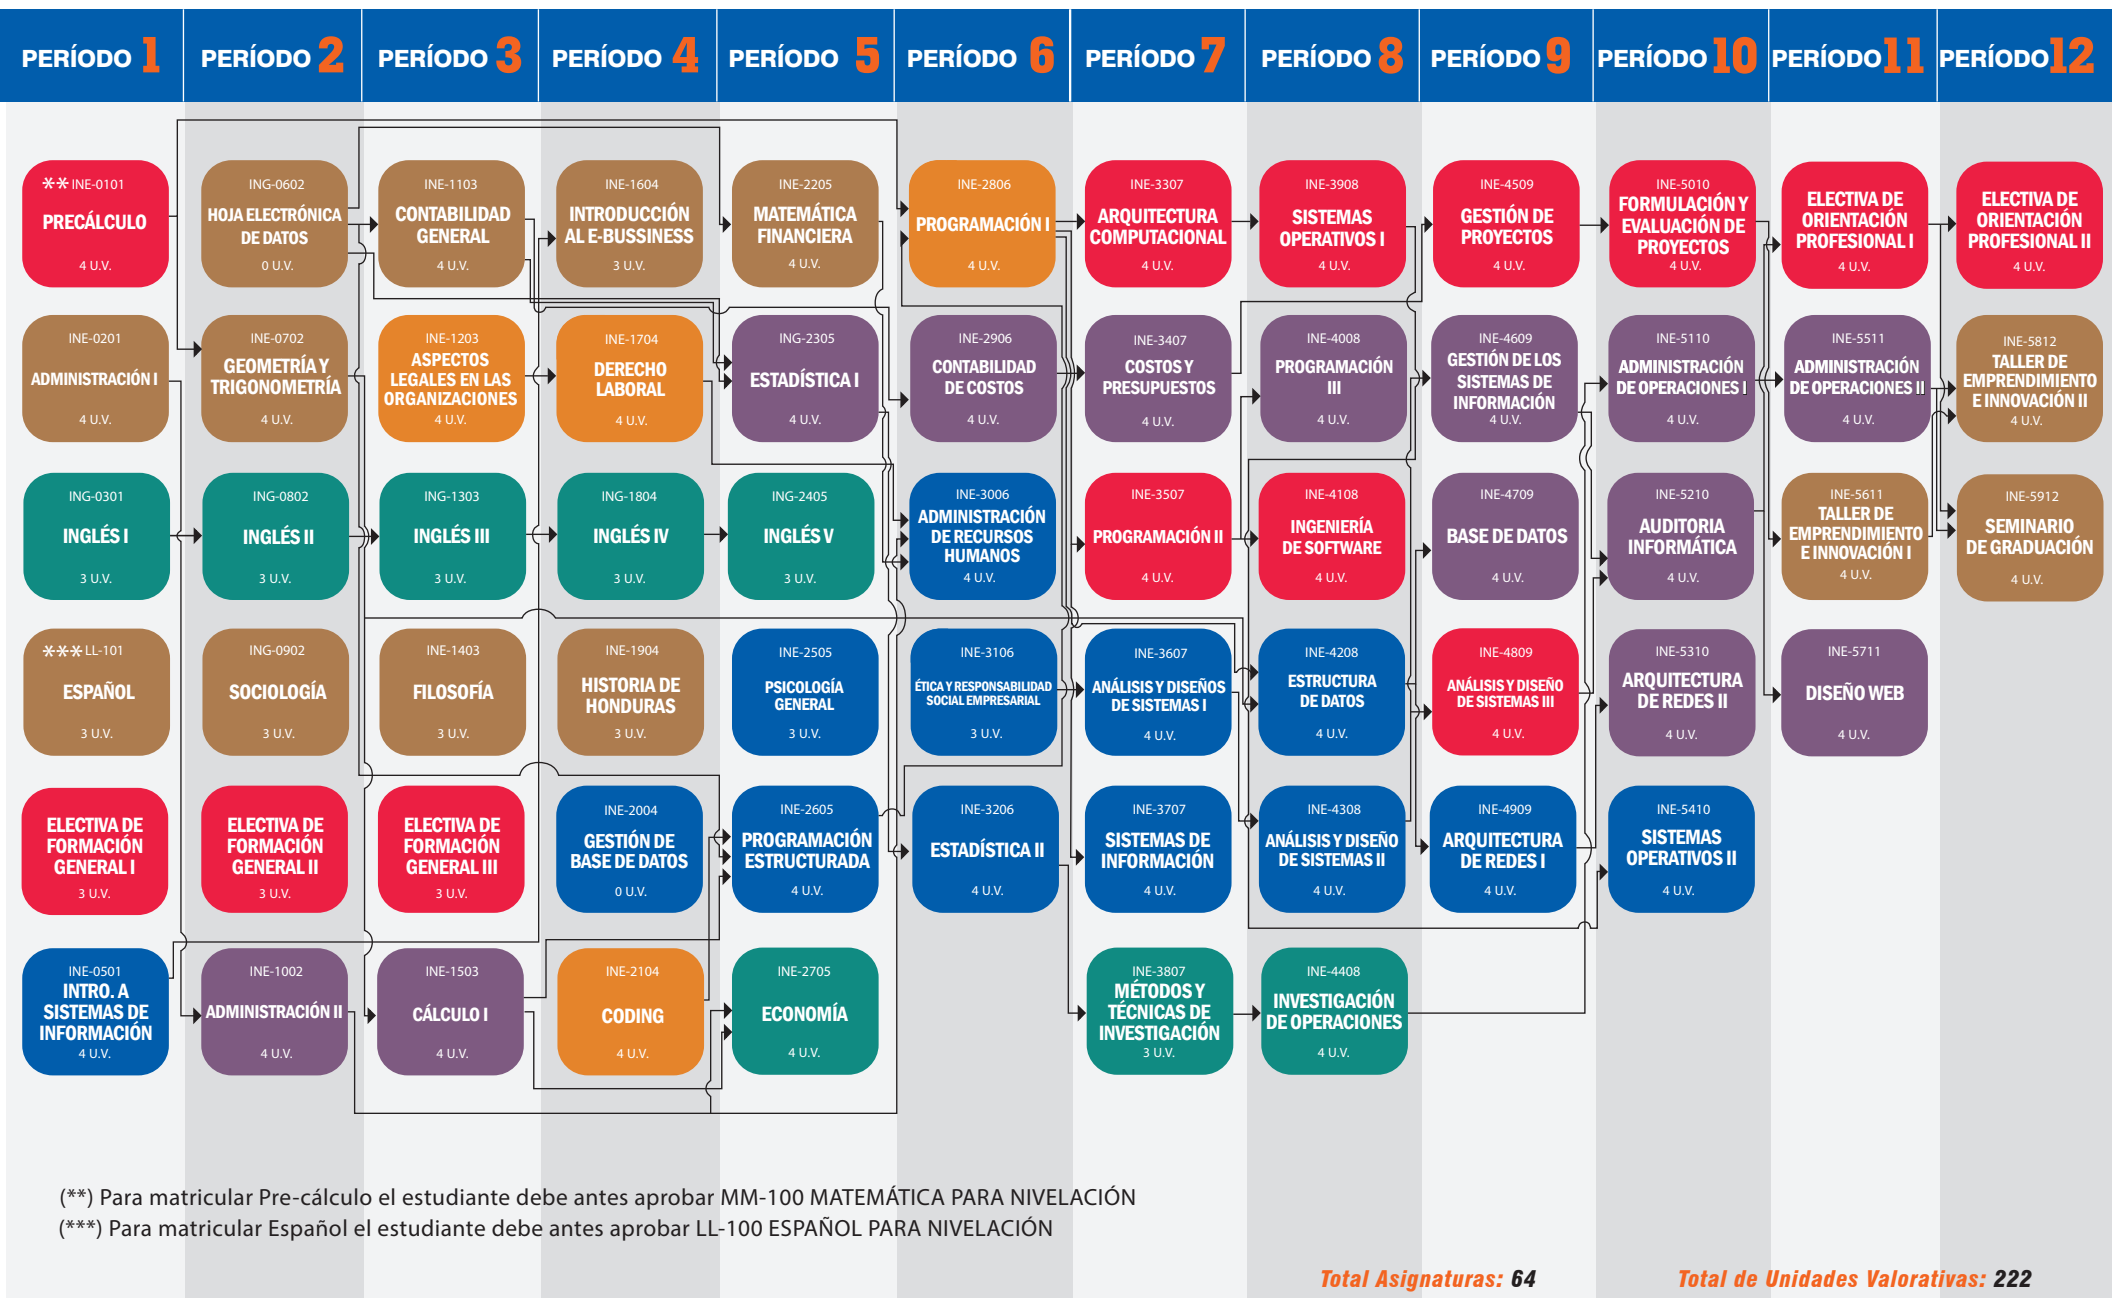 PERÍODO 1
PERÍODO 2
PERÍODO 3
PERÍODO 4
PERÍODO 5
PERÍODO 6
PERÍODO 7
PERÍODO 8
PERÍODO 9
PERÍODO 10
PERÍODO 11
PERÍODO 12
** INE-0101
PRECÁLCULO
4 U.V.
ING-0602
HOJA ELECTRÓNICA
DE DATOS
0 U.V.
INE-1103
CONTABILIDAD
GENERAL
4 U.V.
INE-1604
INTRODUCCIÓN
AL E-BUSSINESS
3 U.V.
INE-2205
MATEMÁTICA
FINANCIERA
4 U.V.
INE-2806
PROGRAMACIÓN I
4 U.V.
INE-3307
ARQUITECTURA
COMPUTACIONAL
4 U.V.
INE-3908
SISTEMAS
OPERATIVOS I
4 U.V.
INE-4509
GESTIÓN DE
PROYECTOS
4 U.V.
INE-5010
FORMULACIÓN Y
EVALUACIÓN DE
PROYECTOS
4 U.V.
ELECTIVA DE
ORIENTACIÓN
PROFESIONAL I
4 U.V.
ELECTIVA DE
ORIENTACIÓN
PROFESIONAL II
4 U.V.
INE-0201
ADMINISTRACIÓN I
4 U.V.
INE-0702
GEOMETRÍA Y
TRIGONOMETRÍA
4 U.V.
INE-1203
ASPECTOS
LEGALES EN LAS
ORGANIZACIONES
4 U.V.
INE-1704
DERECHO
LABORAL
4 U.V.
ING-2305
ESTADÍSTICA I
4 U.V.
INE-2906
CONTABILIDAD
DE COSTOS
4 U.V.
INE-3407
COSTOS Y
PRESUPUESTOS
4 U.V.
INE-4008
PROGRAMACIÓN
III
4 U.V.
INE-4609
GESTIÓN DE LOS
SISTEMAS DE
INFORMACIÓN
4 U.V.
INE-5110
ADMINISTRACIÓN
DE OPERACIONES I
4 U.V.
INE-5511
ADMINISTRACIÓN
DE OPERACIONES II
4 U.V.
INE-5812
TALLER DE
EMPRENDIMIENTO
E INNOVACIÓN II
4 U.V.
ING-0301
INGLÉS I
3 U.V.
ING-0802
INGLÉS II
3 U.V.
ING-1303
INGLÉS III
3 U.V.
ING-1804
INGLÉS IV
3 U.V.
ING-2405
INGLÉS V
3 U.V.
INE-3006
ADMINISTRACIÓN
DE RECURSOS
HUMANOS
4 U.V.
INE-3507
PROGRAMACIÓN II
4 U.V.
INE-4108
INGENIERÍA
DE SOFTWARE
4 U.V.
INE-4709
BASE DE DATOS
4 U.V.
INE-5210
AUDITORIA
INFORMÁTICA
4 U.V.
INE-5611
TALLER DE
EMPRENDIMIENTO
E INNOVACIÓN I
4 U.V.
INE-5912
SEMINARIO
DE GRADUACIÓN
4 U.V.
*** LL-101
ESPAÑOL
3 U.V.
ING-0902
SOCIOLOGÍA
3 U.V.
INE-1403
FILOSOFÍA
3 U.V.
INE-1904
HISTORIA DE
HONDURAS
3 U.V.
INE-2505
PSICOLOGÍA
GENERAL
3 U.V.
INE-3106
ÉTICA Y RESPONSABILIDAD
SOCIAL EMPRESARIAL
3 U.V.
INE-3607
ANÁLISIS Y DISEÑOS
DE SISTEMAS I
4 U.V.
INE-4208
ESTRUCTURA
DE DATOS
4 U.V.
INE-4809
ANÁLISIS Y DISEÑO
DE SISTEMAS III
4 U.V.
INE-5310
ARQUITECTURA
DE REDES II
4 U.V.
INE-5711
DISEÑO WEB
4 U.V.
ELECTIVA DE
FORMACIÓN
GENERAL I
3 U.V.
ELECTIVA DE
FORMACIÓN
GENERAL II
3 U.V.
ELECTIVA DE
FORMACIÓN
GENERAL III
3 U.V.
INE-2004
GESTIÓN DE
BASE DE DATOS
0 U.V.
INE-2605
PROGRAMACIÓN
ESTRUCTURADA
4 U.V.
INE-3206
ESTADÍSTICA II
4 U.V.
INE-3707
SISTEMAS DE
INFORMACIÓN
4 U.V.
INE-4308
ANÁLISIS Y DISEÑO
DE SISTEMAS II
4 U.V.
INE-4909
ARQUITECTURA
DE REDES I
4 U.V.
INE-5410
SISTEMAS
OPERATIVOS II
4 U.V.
INE-0501
INTRO. A
SISTEMAS DE
INFORMACIÓN
4 U.V.
INE-1002
ADMINISTRACIÓN II
4 U.V.
INE-1503
CÁLCULO I
4 U.V.
INE-2104
CODING
4 U.V.
INE-2705
ECONOMÍA
4 U.V.
INE-3807
MÉTODOS Y
TÉCNICAS DE
INVESTIGACIÓN
3 U.V.
INE-4408
INVESTIGACIÓN
DE OPERACIONES
4 U.V.
(**) Para matricular Pre-cálculo el estudiante debe antes aprobar MM-100 MATEMÁTICA PARA NIVELACIÓN
(***) Para matricular Español el estudiante debe antes aprobar LL-100 ESPAÑOL PARA NIVELACIÓN
Total Asignaturas: 64
Total de Unidades Valorativas: 222